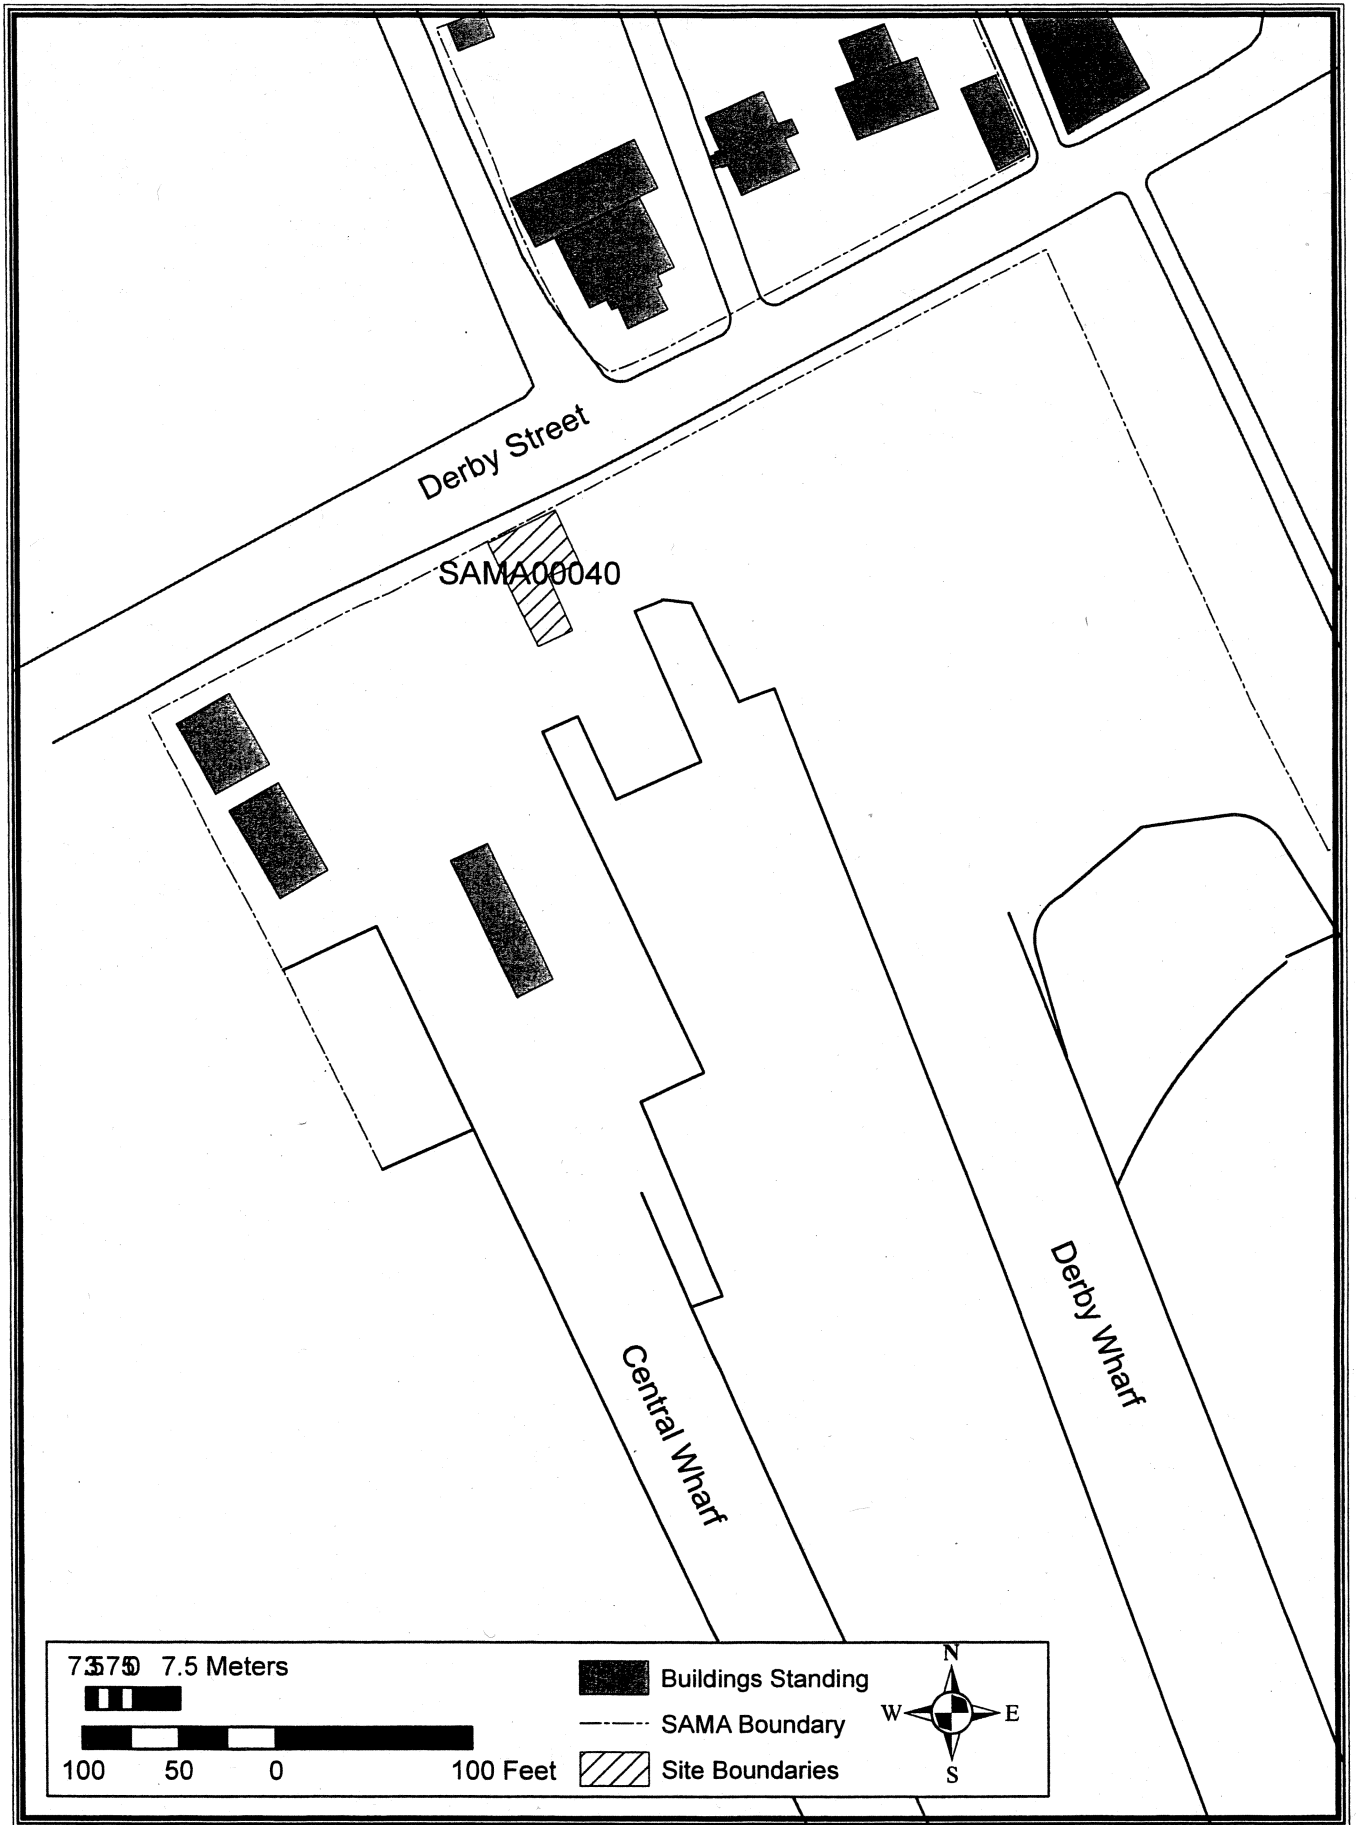 Derby Street
SAMA00040
Derby Wharf
Central Wharf
7.5 Meters
100 50 0 100 Feet
Buildings Standing
SAMA Boundary
Site Boundaries
N
W E
S